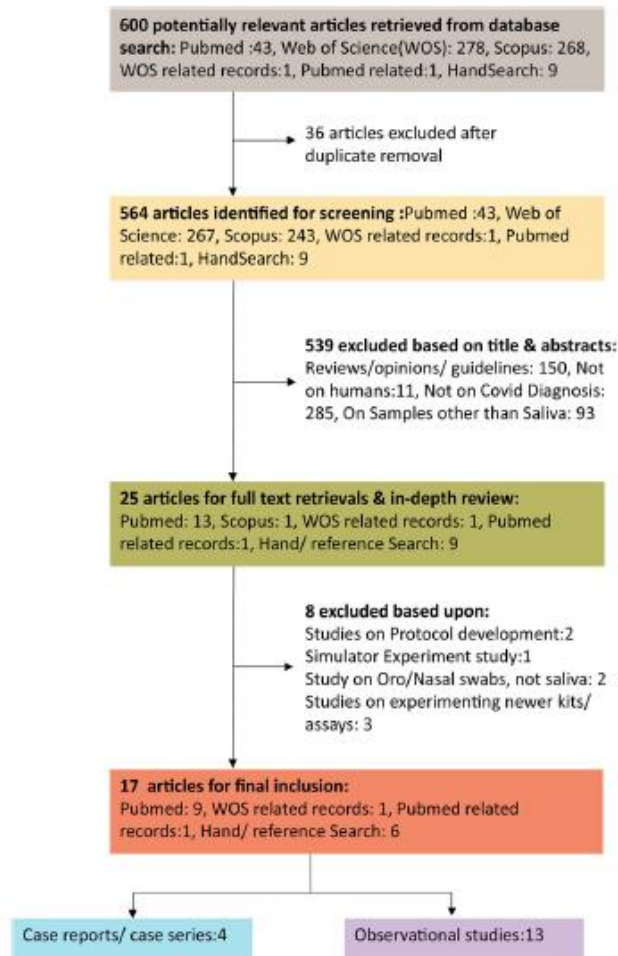 600 potentially relevant articles retrieved from database
search: Pubmed :43, Web of Science(WOS): 278, Scopus: 268,
WOS related records:1, Pubmed related:1, HandSearch: 9
36 articles excluded after
duplicate removal
564 articles identified for screening :Pubmed :43, Web of
Science: 267, Scopus: 243, WOS related records:1, Pubmed
related:1, HandSearch: 9
539 excluded based on title & abstracts:
Reviews/opinions/ guidelines: 150, Not
on humans:11, Not on Covid Diagnosis:
285, On Samples other than Saliva: 93
25 articles for full text retrievals & in-depth review:
Pubmed: 13, Scopus: 1, WOS related records: 1, Pubmed
related records:1, Hand/ reference Search: 9
8 excluded based upon:
Studies on Protocol development:2
Simulator Experiment study:1
Study on Oro/Nasal swabs, not saliva: 2
Studies on experimenting newer kits/
assays: 3
17 articles for final inclusion:
Pubmed: 9, WOS related records: 1, Pubmed related
records:1, Hand/ reference Search: 6
Case reports/ case series:4
Observational studies:13